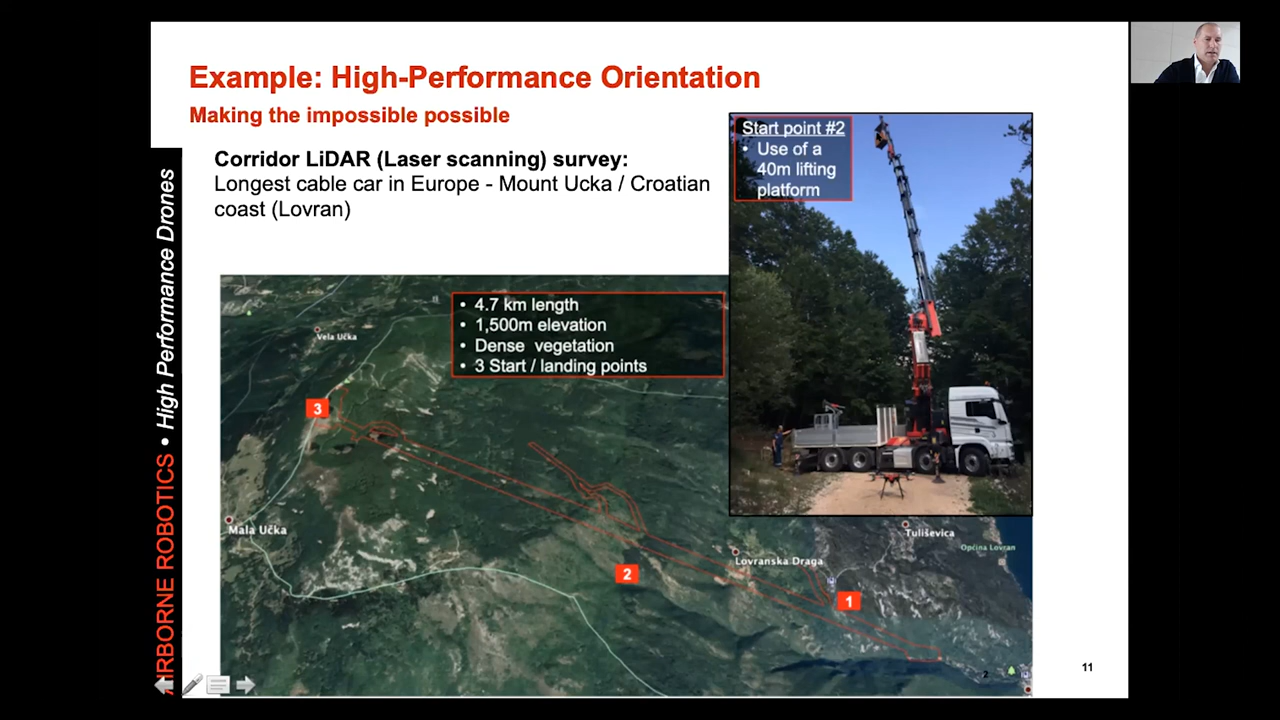 Example: High-Performance Orientation
Making the impossible possible
Corridor LiDAR (Laser scanning) survey:
Longest cable car in Europe - Mount Ucka / Croatian
coast (Lovran)
Start point #2
• Use of a
40m lifting
platform
• 4.7 km length
• 1,500m elevation
• Dense vegetation
• 3 Start / landing points
Vela Učka
3
Mala Učka
2
Lovranska Draga
1
Tuliševica
Općina Lovran
2
11
AIRBORNE ROBOTICS • High Performance Drones